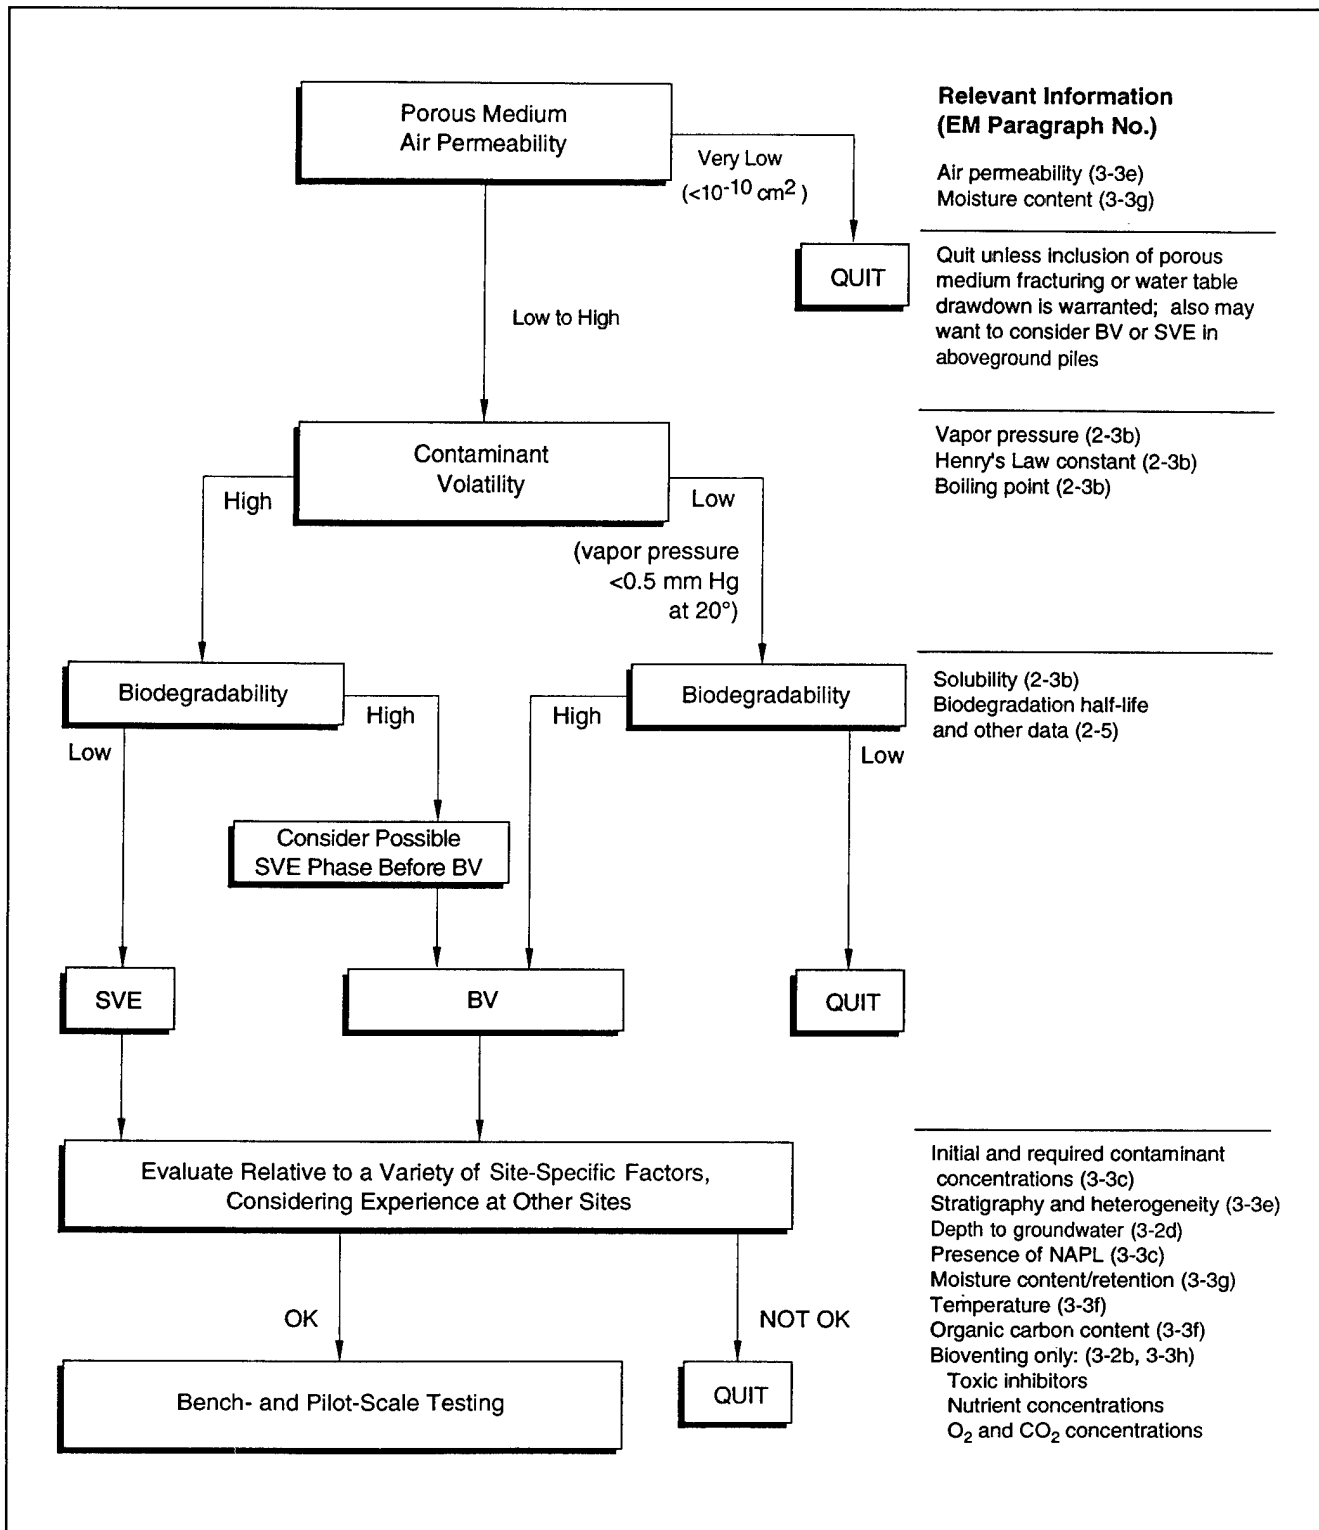 Porous Medium
Air Permeability
Very Low
(<10⁻¹⁰ cm²)
QUIT
Low to High
Contaminant
Volatility
High
Low
(vapor pressure
<0.5 mm Hg
at 20°)
Biodegradability
High
Low
Biodegradability
High
Low
Consider Possible
SVE Phase Before BV
SVE
BV
QUIT
Evaluate Relative to a Variety of Site-Specific Factors,
Considering Experience at Other Sites
OK
NOT OK
Bench- and Pilot-Scale Testing
QUIT
Relevant Information
(EM Paragraph No.)
Air permeability (3-3e)
Moisture content (3-3g)
Quit unless inclusion of porous
medium fracturing or water table
drawdown is warranted; also may
want to consider BV or SVE in
aboveground piles
Vapor pressure (2-3b)
Henry's Law constant (2-3b)
Boiling point (2-3b)
Solubility (2-3b)
Biodegradation half-life
and other data (2-5)
Initial and required contaminant
concentrations (3-3c)
Stratigraphy and heterogeneity (3-3e)
Depth to groundwater (3-2d)
Presence of NAPL (3-3c)
Moisture content/retention (3-3g)
Temperature (3-3f)
Organic carbon content (3-3f)
Bioventing only: (3-2b, 3-3h)
Toxic inhibitors
Nutrient concentrations
O₂ and CO₂ concentrations